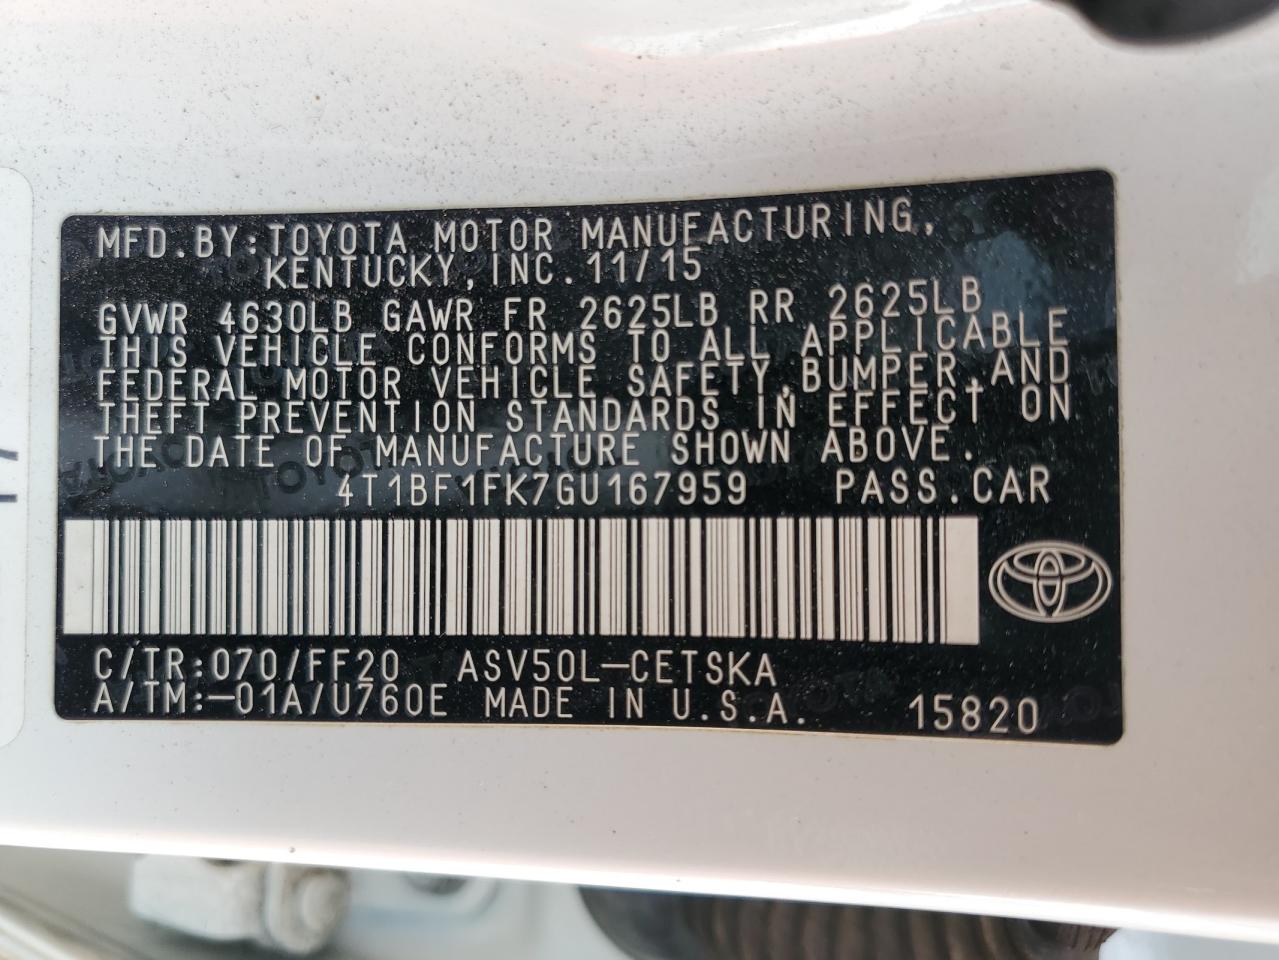 MFD.BY:TOYOTA MOTOR MANUFACTURING,
KENTUCKY,INC.11/15
GVWR 4630LB GAWR FR 2625LB RR 2625LB
THIS VEHICLE CONFORMS TO ALL APPLICABLE
FEDERAL MOTOR VEHICLE SAFETY,BUMPER,AND
THEFT PREVENTION STANDARDS IN EFFECT ON
THE DATE OF MANUFACTURE SHOWN ABOVE.
4T1BF1FK7GU167959 PASS.CAR
C/TR:070/FF20 ASV50L-CETSKA
A/TM:-01A/U760E MADE IN U.S.A. 15820